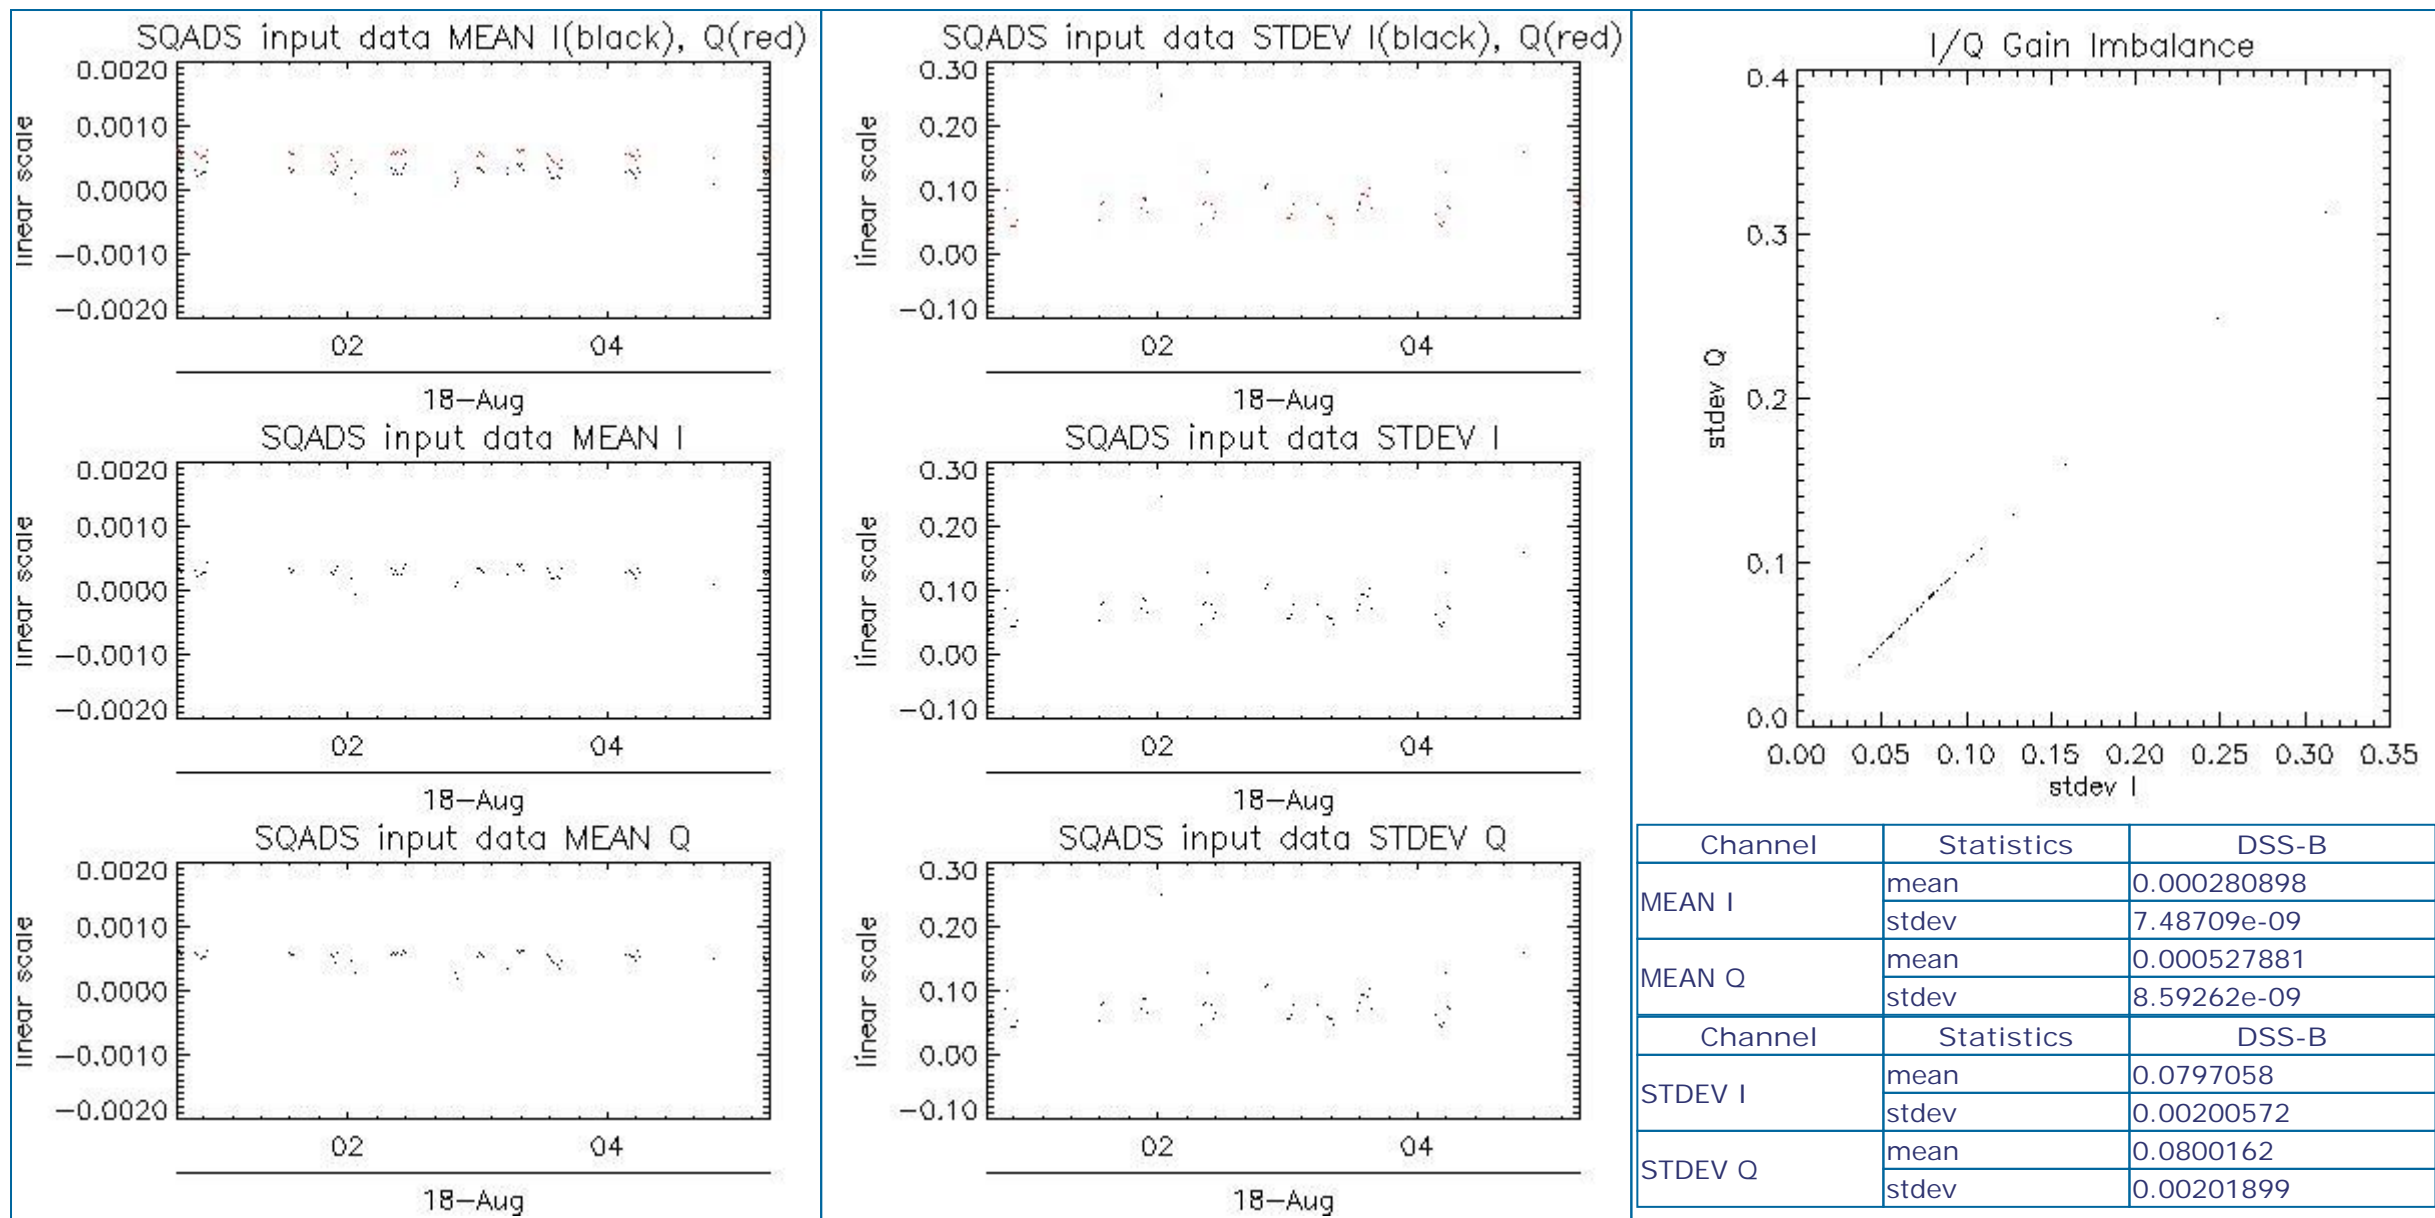 SQADS input data MEAN I(black), Q(red)
linear scale
0.0020
0.0010
0.0000
−0.0010
−0.0020
02 04
18−Aug
SQADS input data MEAN I
linear scale
0.0020
0.0010
0.0000
−0.0010
−0.0020
02 04
18−Aug
SQADS input data MEAN Q
linear scale
0.0020
0.0010
0.0000
−0.0010
−0.0020
02 04
18−Aug
SQADS input data STDEV I(black), Q(red)
linear scale
0.30
0.20
0.10
0.00
−0.10
02 04
18−Aug
SQADS input data STDEV I
linear scale
0.30
0.20
0.10
0.00
−0.10
02 04
18−Aug
SQADS input data STDEV Q
linear scale
0.30
0.20
0.10
0.00
−0.10
02 04
18−Aug
I/Q Gain Imbalance
stdev Q
0.4
0.3
0.2
0.1
0.0
0.00 0.05 0.10 0.15 0.20 0.25 0.30 0.35
stdev I
Channel Statistics DSS-B
MEAN I mean 0.000280898
stdev 7.48709e-09
MEAN Q mean 0.000527881
stdev 8.59262e-09
Channel Statistics DSS-B
STDEV I mean 0.0797058
stdev 0.00200572
STDEV Q mean 0.0800162
stdev 0.00201899